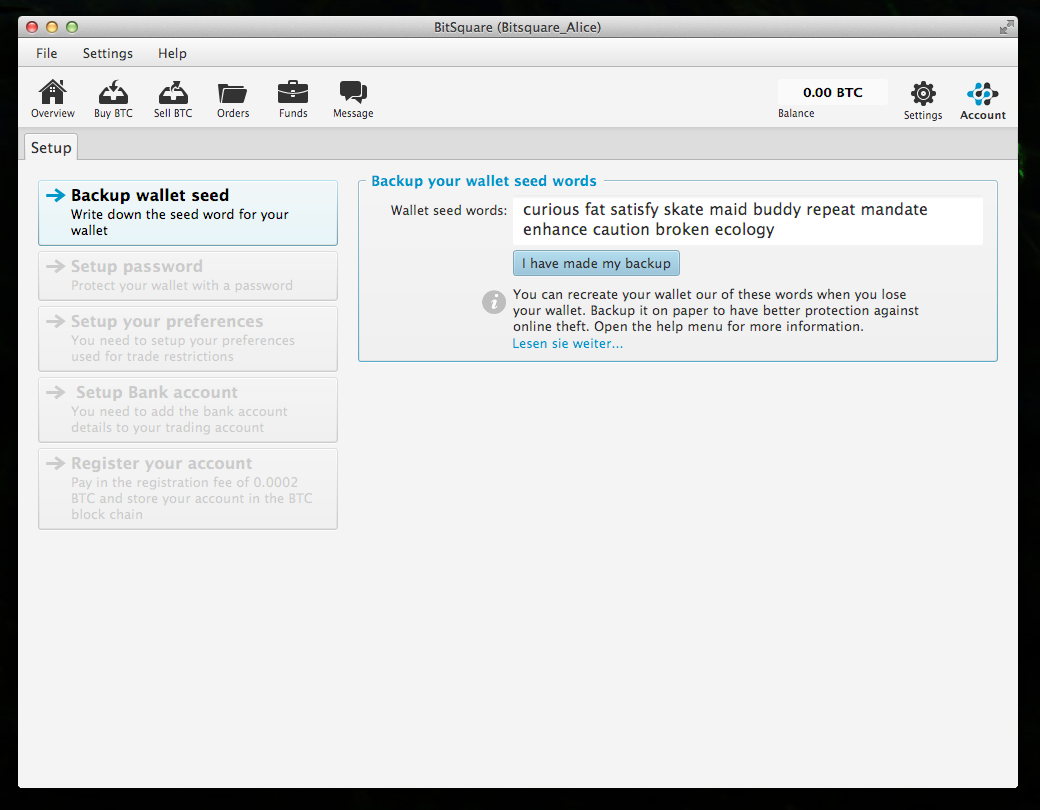 BitSquare (Bitsquare_Alice)
File Settings Help
Overview Buy BTC Sell BTC Orders Funds Message
0.00 BTC
Balance
Settings Account
Setup
Backup wallet seed
Write down the seed word for your
wallet
Setup password
Protect your wallet with a password
Setup your preferences
You need to setup your preferences
used for trade restrictions
Setup Bank account
You need to add the bank account
details to your trading account
Register your account
Pay in the registration fee of 0.0002
BTC and store your account in the BTC
block chain
Backup your wallet seed words
Wallet seed words: curious fat satisfy skate maid buddy repeat mandate
enhance caution broken ecology
I have made my backup
You can recreate your wallet our of these words when you lose
your wallet. Backup it on paper to have better protection against
online theft. Open the help menu for more information.
Lesen sie weiter...